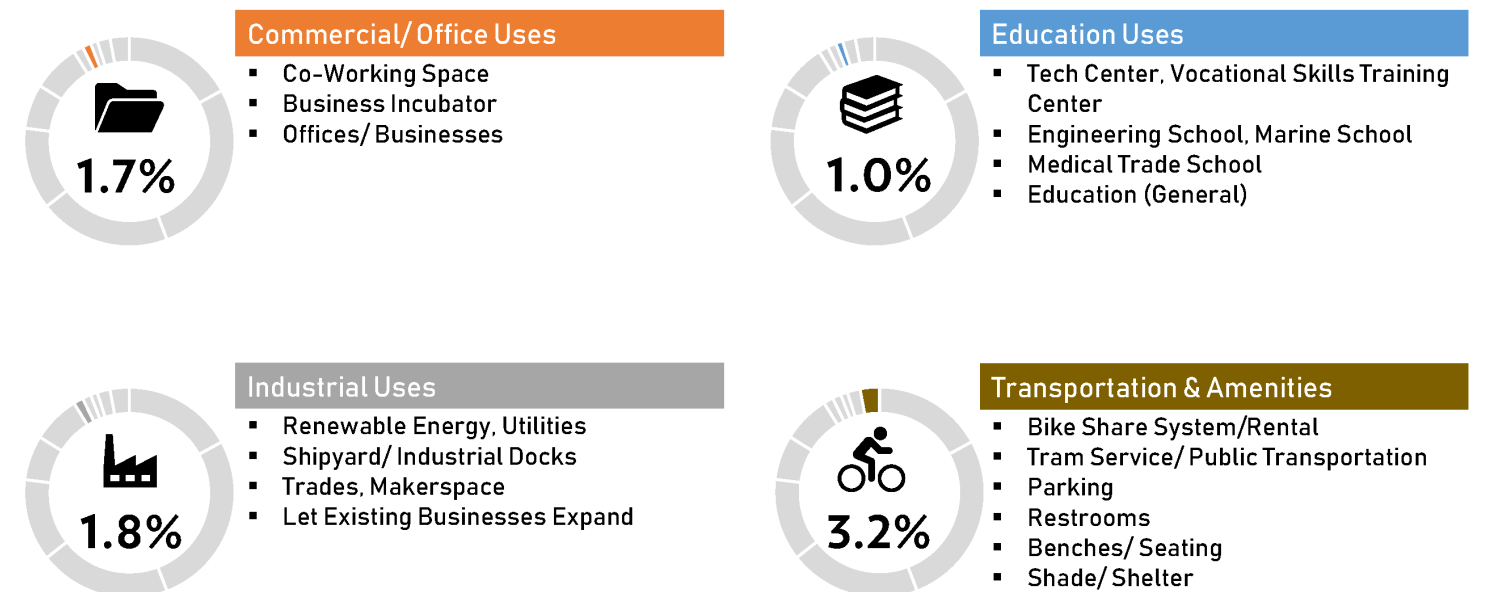 Commercial/ Office Uses
▪ Co-Working Space
▪ Business Incubator
▪ Offices/ Businesses
1.7%
Education Uses
▪ Tech Center, Vocational Skills Training
Center
▪ Engineering School, Marine School
▪ Medical Trade School
▪ Education (General)
1.0%
Industrial Uses
▪ Renewable Energy, Utilities
▪ Shipyard/ Industrial Docks
▪ Trades, Makerspace
▪ Let Existing Businesses Expand
1.8%
Transportation & Amenities
▪ Bike Share System/Rental
▪ Tram Service/ Public Transportation
▪ Parking
▪ Restrooms
▪ Benches/ Seating
▪ Shade/ Shelter
3.2%